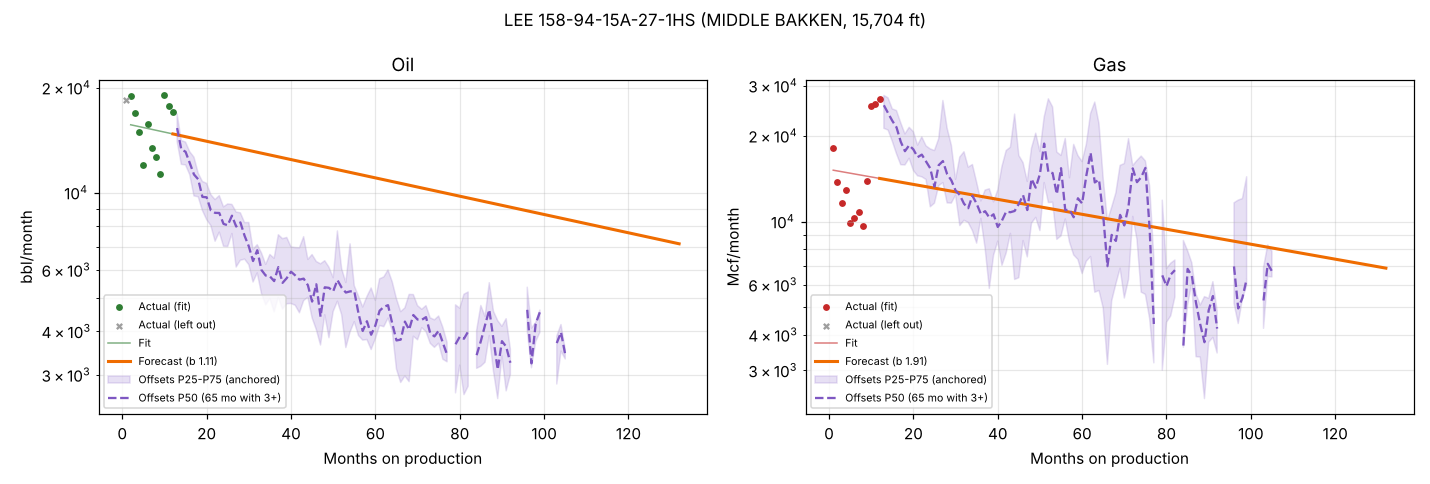 LEE 158-94-15A-27-1HS (MIDDLE BAKKEN, 15,704 ft)
Oil
bbl/month
2 × 10⁴
10⁴
6 × 10³
4 × 10³
3 × 10³
Actual (fit)
Actual (left out)
Fit
Forecast (b 1.11)
Offsets P25-P75 (anchored)
Offsets P50 (65 mo with 3+)
0 20 40 60 80 100 120
Months on production
Gas
Mcf/month
3 × 10⁴
2 × 10⁴
10⁴
6 × 10³
4 × 10³
3 × 10³
Actual (fit)
Actual (left out)
Fit
Forecast (b 1.91)
Offsets P25-P75 (anchored)
Offsets P50 (65 mo with 3+)
0 20 40 60 80 100 120
Months on production